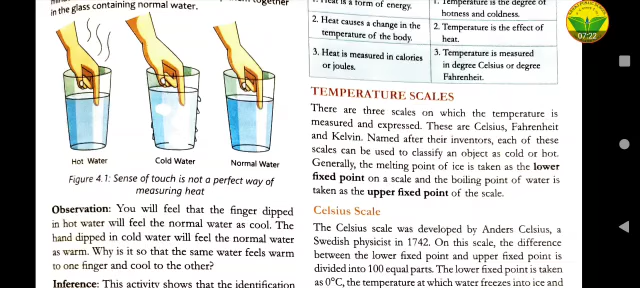 together
in the glass containing normal water.
Hot Water
Cold Water
Normal Water
Figure 4.1: Sense of touch is not a perfect way of
measuring heat
Observation: You will feel that the finger dipped
in hot water will feel the normal water as cool. The
hand dipped in cold water will feel the normal water
as warm. Why is it so that the same water feels warm
to one finger and cool to the other?
Inference: This activity shows that the identification
1. Heat is a form of energy.
1. Temperature is the degree of
hotness and coldness.
2. Heat causes a change in the
temperature of the body.
2. Temperature is the effect of
heat.
3. Heat is measured in calories
or joules.
3. Temperature is measured
in degree Celsius or degree
Fahrenheit.
TEMPERATURE SCALES
There are three scales on which the temperature is
measured and expressed. These are Celsius, Fahrenheit
and Kelvin. Named after their inventors, each of these
scales can be used to classify an object as cold or hot.
Generally, the melting point of ice is taken as the lower
fixed point on a scale and the boiling point of water is
taken as the upper fixed point of the scale.
Celsius Scale
The Celsius scale was developed by Anders Celsius, a
Swedish physicist in 1742. On this scale, the difference
between the lower fixed point and upper fixed point is
divided into 100 equal parts. The lower fixed point is taken
as 0°C, the temperature at which water freezes into ice and
07:22